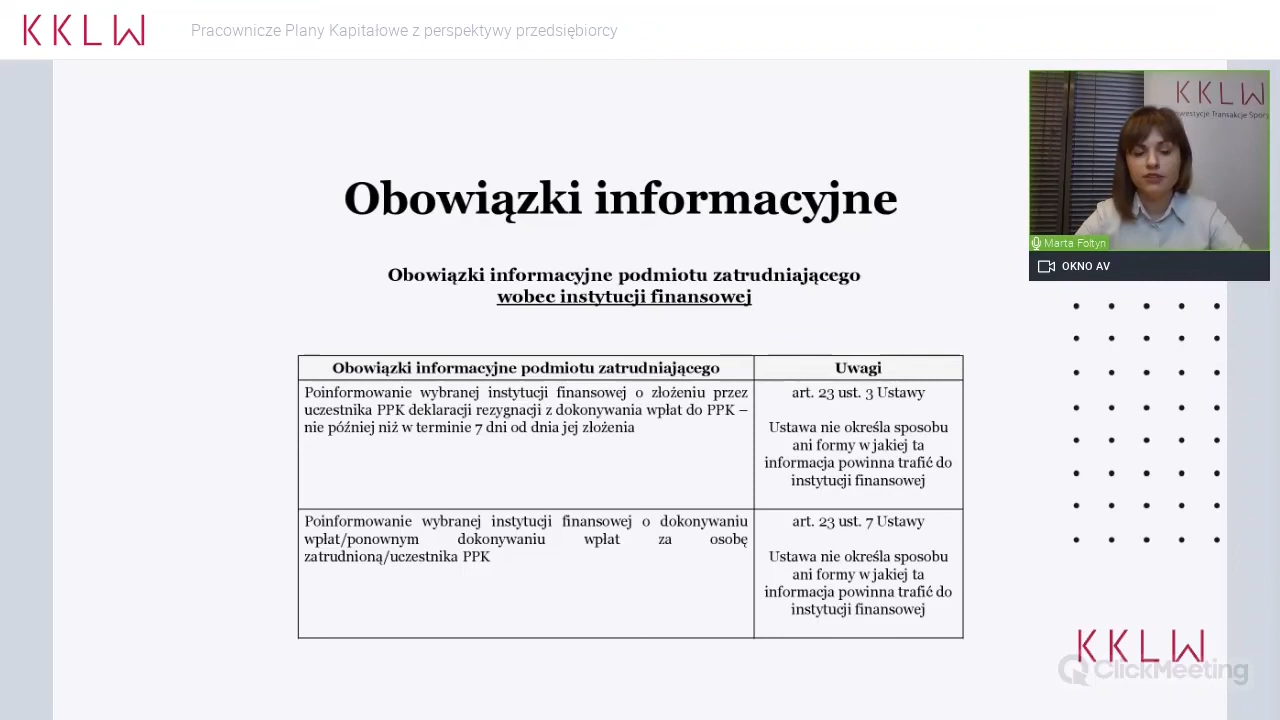 KKLW
Pracownicze Plany Kapitałowe z perspektywy przedsiębiorcy
KKLW
Inwestycje Transakcje Spory
Marta Fołtyn
OKNO AV
Obowiązki informacyjne
Obowiązki informacyjne podmiotu zatrudniającego
wobec instytucji finansowej
Obowiązki informacyjne podmiotu zatrudniającego
Uwagi
Poinformowanie wybranej instytucji finansowej o złożeniu przez
uczestnika PPK deklaracji rezygnacji z dokonywania wpłat do PPK –
nie później niż w terminie 7 dni od dnia jej złożenia
art. 23 ust. 3 Ustawy
Ustawa nie określa sposobu
ani formy w jakiej ta
informacja powinna trafić do
instytucji finansowej
Poinformowanie wybranej instytucji finansowej o dokonywaniu
wpłat/ponownym dokonywaniu wpłat za osobę
zatrudnioną/uczestnika PPK
art. 23 ust. 7 Ustawy
Ustawa nie określa sposobu
ani formy w jakiej ta
informacja powinna trafić do
instytucji finansowej
KKLW
ClickMeeting